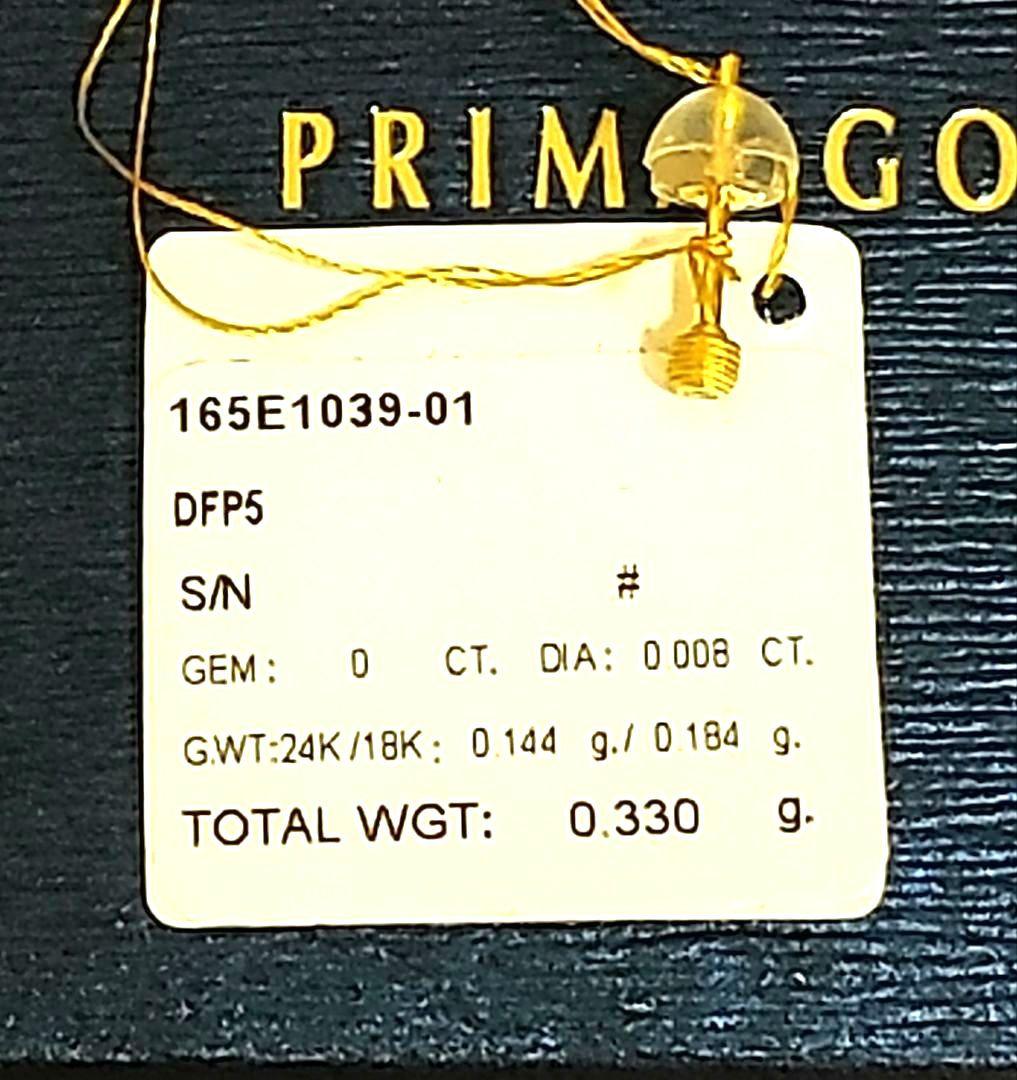 PRIM GO
165E1039-01
DFP5
S/N #
GEM: 0 CT. DIA: 0.008 CT.
G.WT:24K/18K: 0.144 g./ 0.184 g.
TOTAL WGT: 0.330 g.